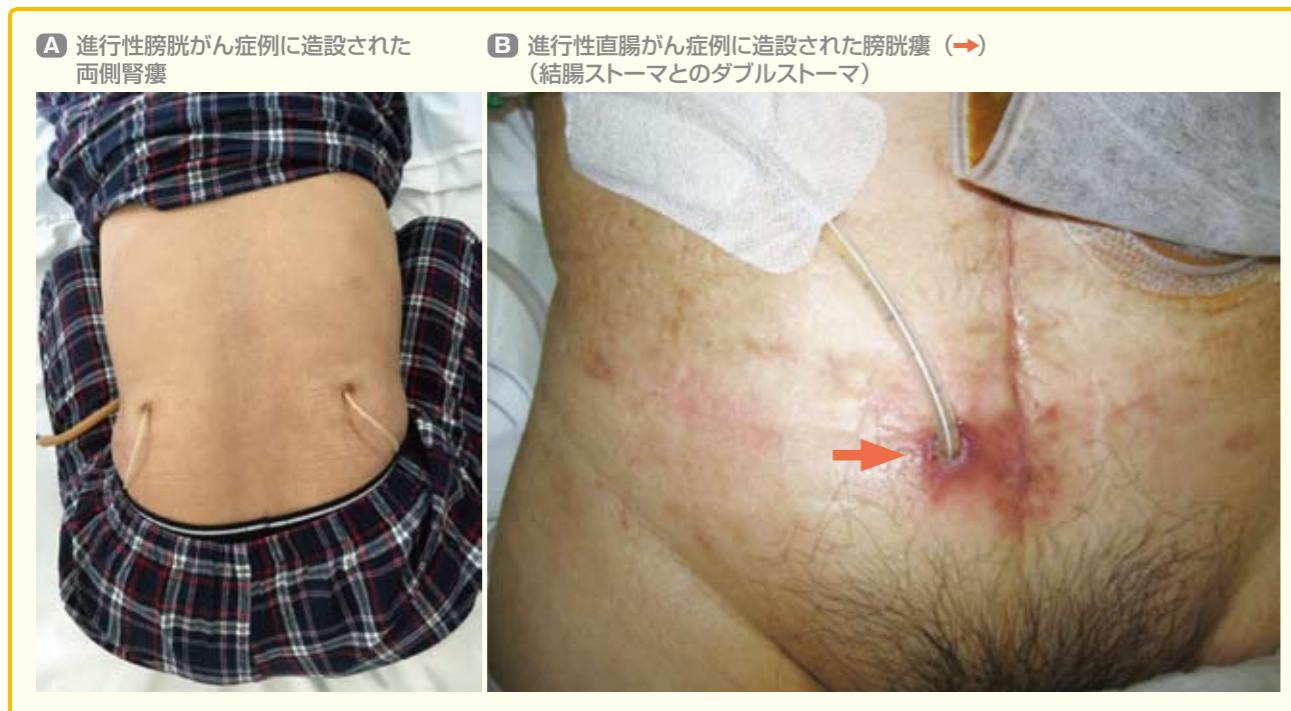 A 進行性膀胱がん症例に造設された
両側腎瘻
B 進行性直腸がん症例に造設された膀胱瘻（→）
（結腸ストーマとのダブルストーマ）